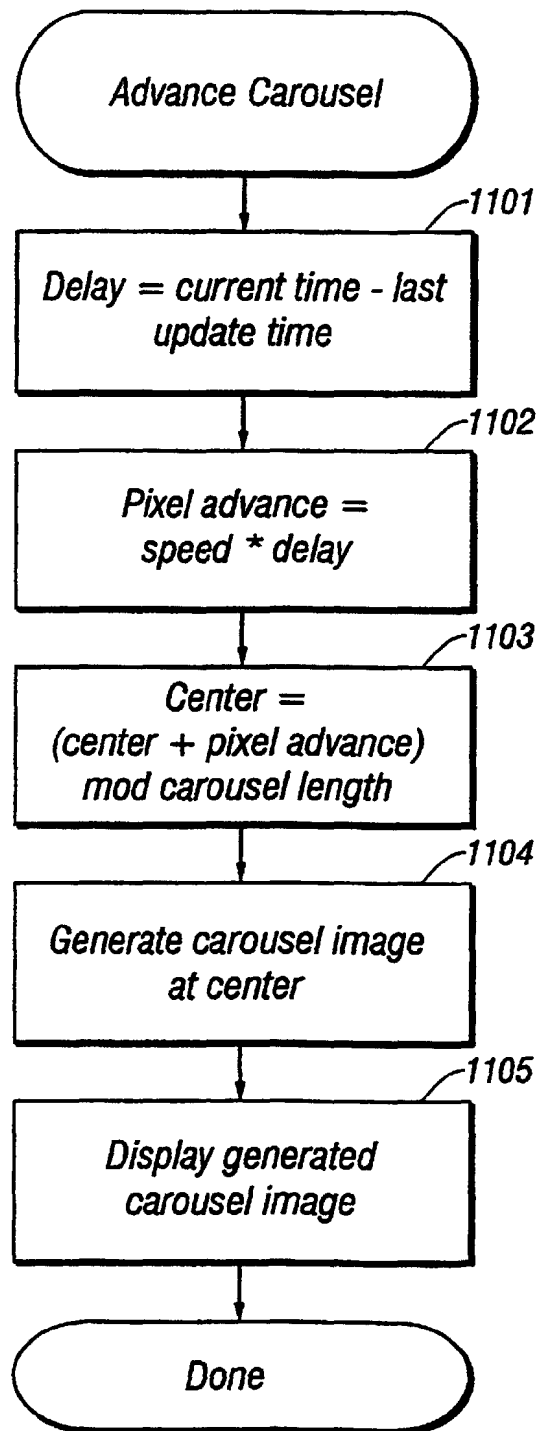 Advance Carousel
1101
Delay = current time - last
update time
1102
Pixel advance =
speed * delay
1103
Center =
(center + pixel advance)
mod carousel length
1104
Generate carousel image
at center
1105
Display generated
carousel image
Done